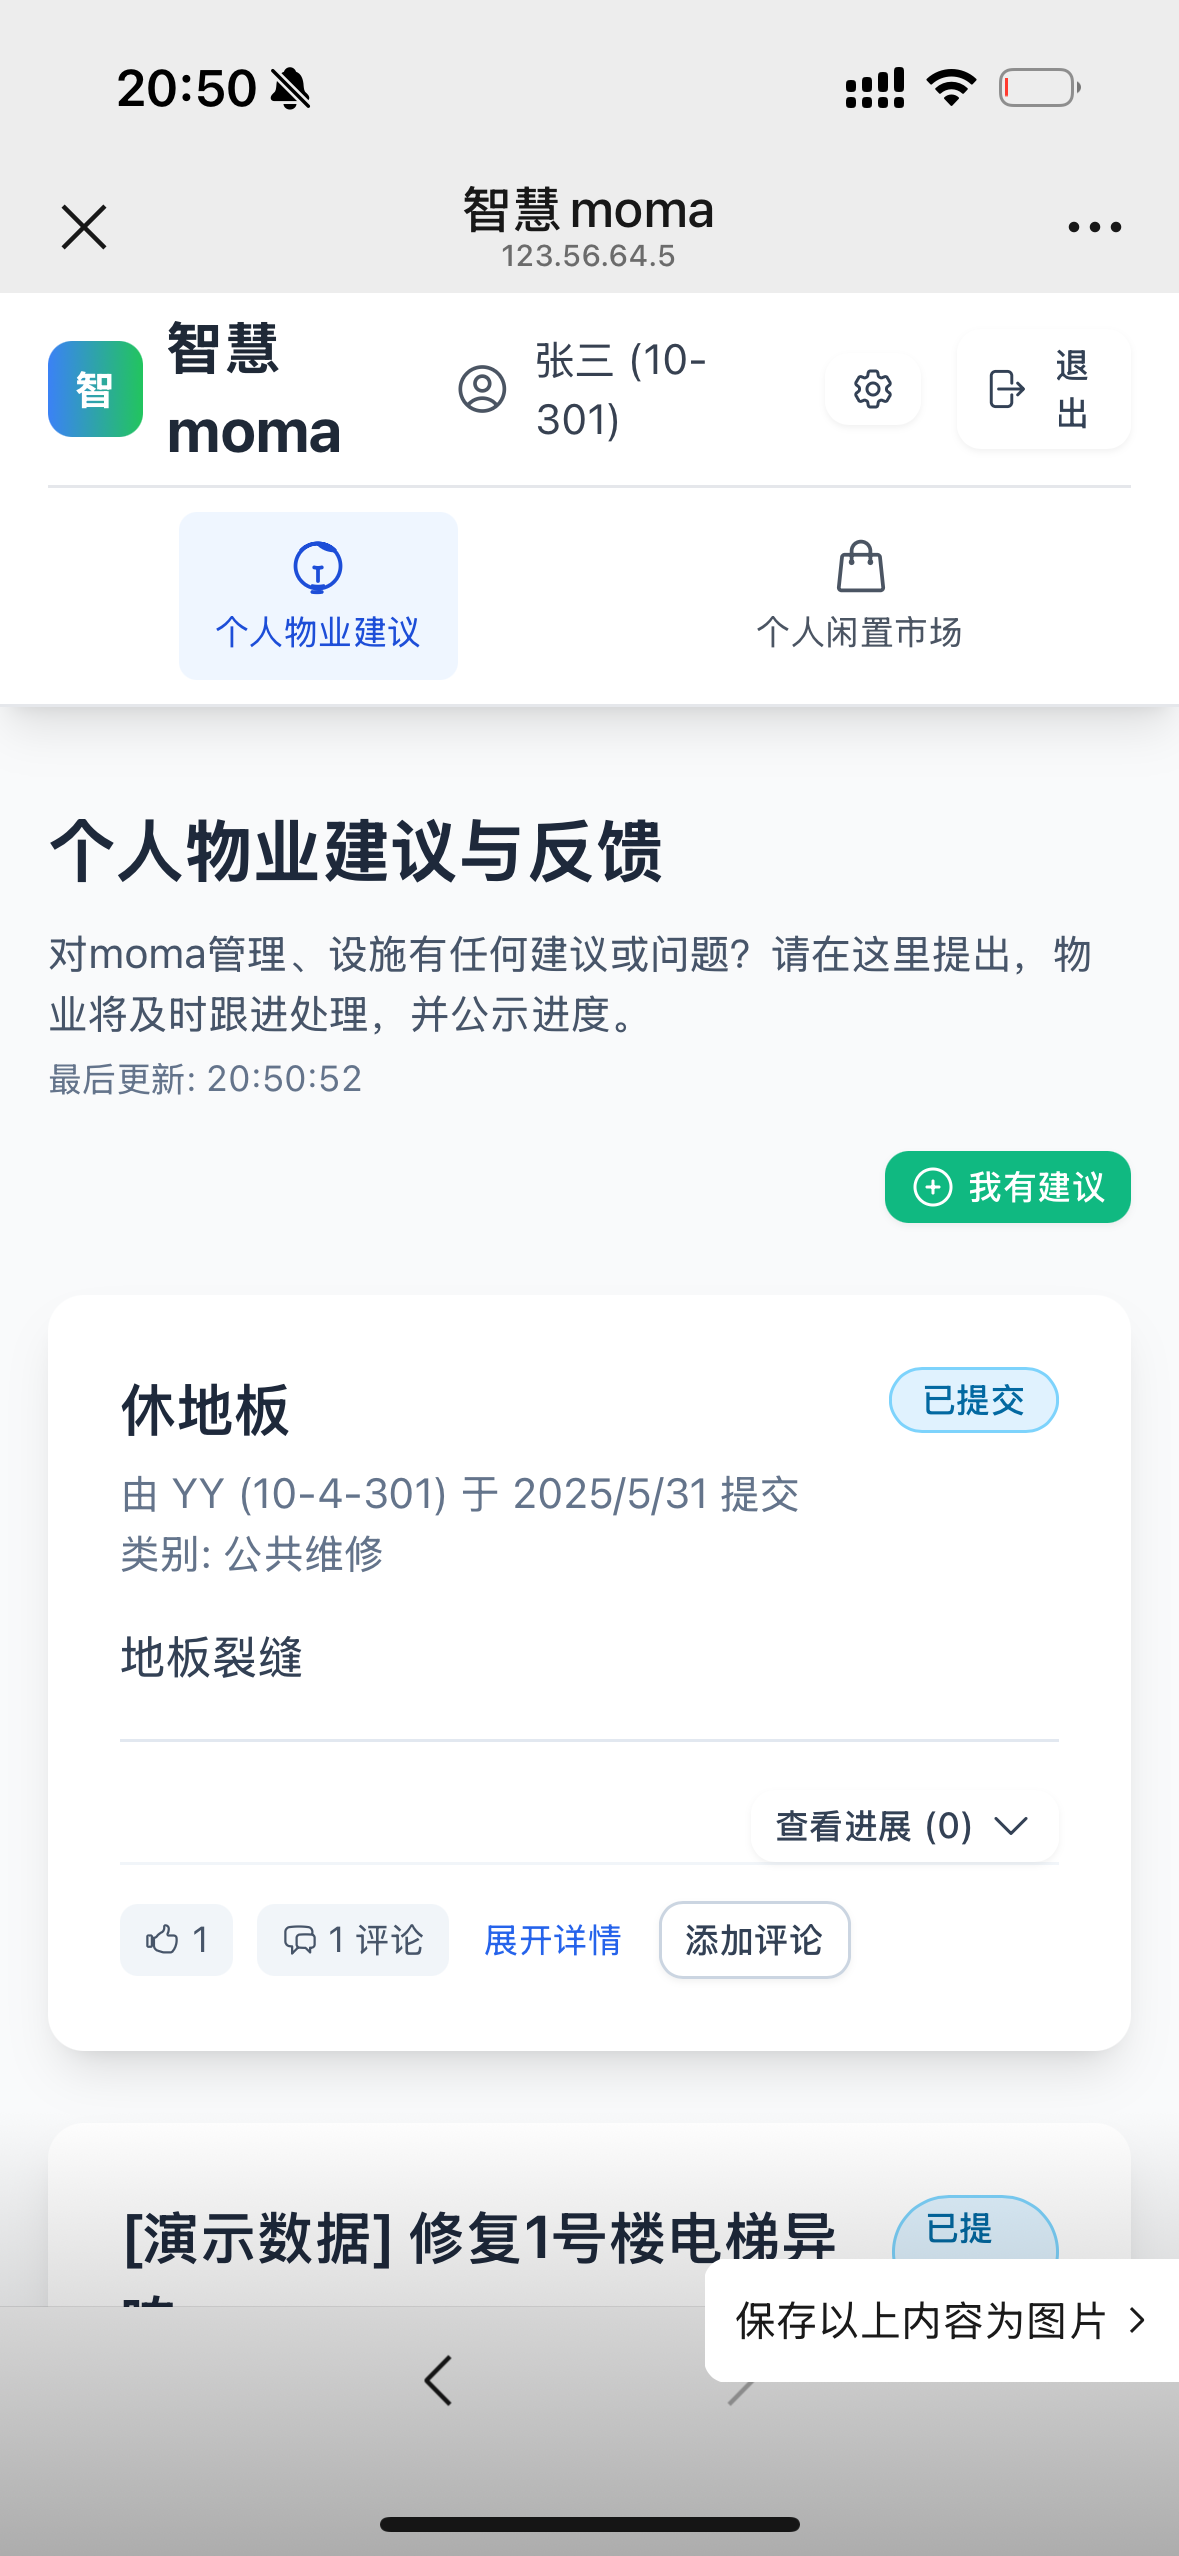 20:50
智慧 moma
123.56.64.5
智
智慧
moma
张三 (10-
301)
退
出
个人物业建议
个人闲置市场
个人物业建议与反馈
对moma管理、设施有任何建议或问题？请在这里提出，物
业将及时跟进处理，并公示进度。
最后更新: 20:50:52
我有建议
休地板
已提交
由 YY (10-4-301) 于 2025/5/31 提交
类别: 公共维修
地板裂缝
查看进展 (0)
1
1 评论
展开详情
添加评论
[演示数据] 修复1号楼电梯异
已提
保存以上内容为图片